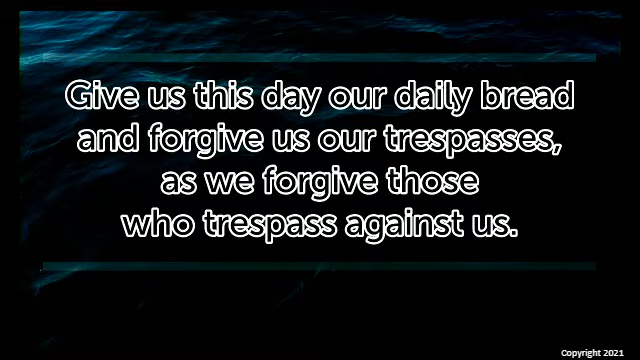 Give us this day our daily bread
and forgive us our trespasses,
as we forgive those
who trespass against us.
Copyright 2021